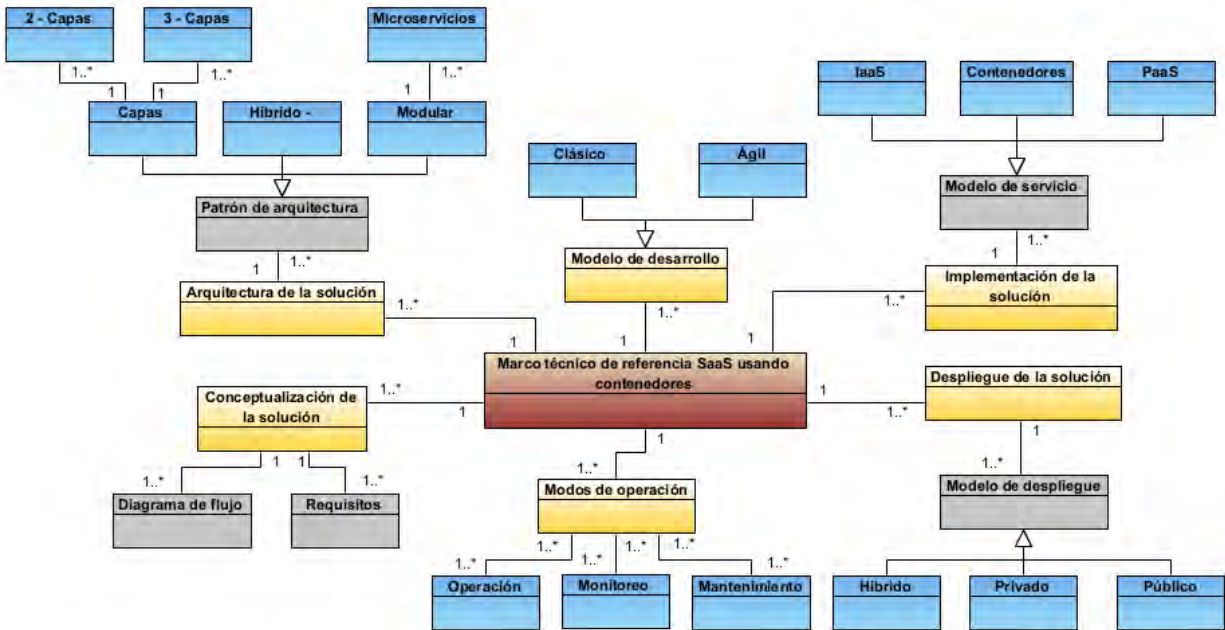 2 - Capas
3 - Capas
Microservicios
1..*
1..*
1..*
1
1
1
Capas
Híbrido -
Modular
IaaS
Contenedores
PaaS
Clásico
Ágil
Patrón de arquitectura
Modelo de servicio
1
1..*
1
1..*
Arquitectura de la solución
Modelo de desarrollo
Implementación de la
solución
1..*
1..*
1..*
1
1
1
Marco técnico de referencia SaaS usando
contenedores
Conceptualización de
la solución
1..*
1
Despliegue de la solución
1
1..*
1
1
1
1
1..*
1..*
1..*
1..*
Diagrama de flujo
Requisitos
Modos de operación
Modelo de despliegue
1..*
1..*
1..*
1..*
1..*
1..*
Operación
Monitoreo
Mantenimiento
Híbrido
Privado
Público